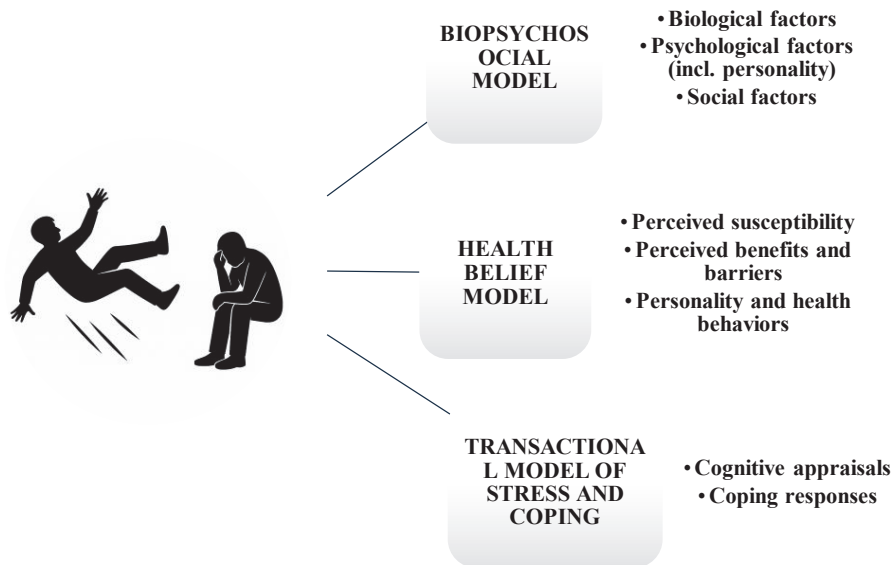 BIOPSYCHOS
OCIAL
MODEL
• Biological factors
• Psychological factors
(incl. personality)
• Social factors
HEALTH
BELIEF
MODEL
• Perceived susceptibility
• Perceived benefits and
barriers
• Personality and health
behaviors
TRANSACTIONA
L MODEL OF
STRESS AND
COPING
• Cognitive appraisals
• Coping responses